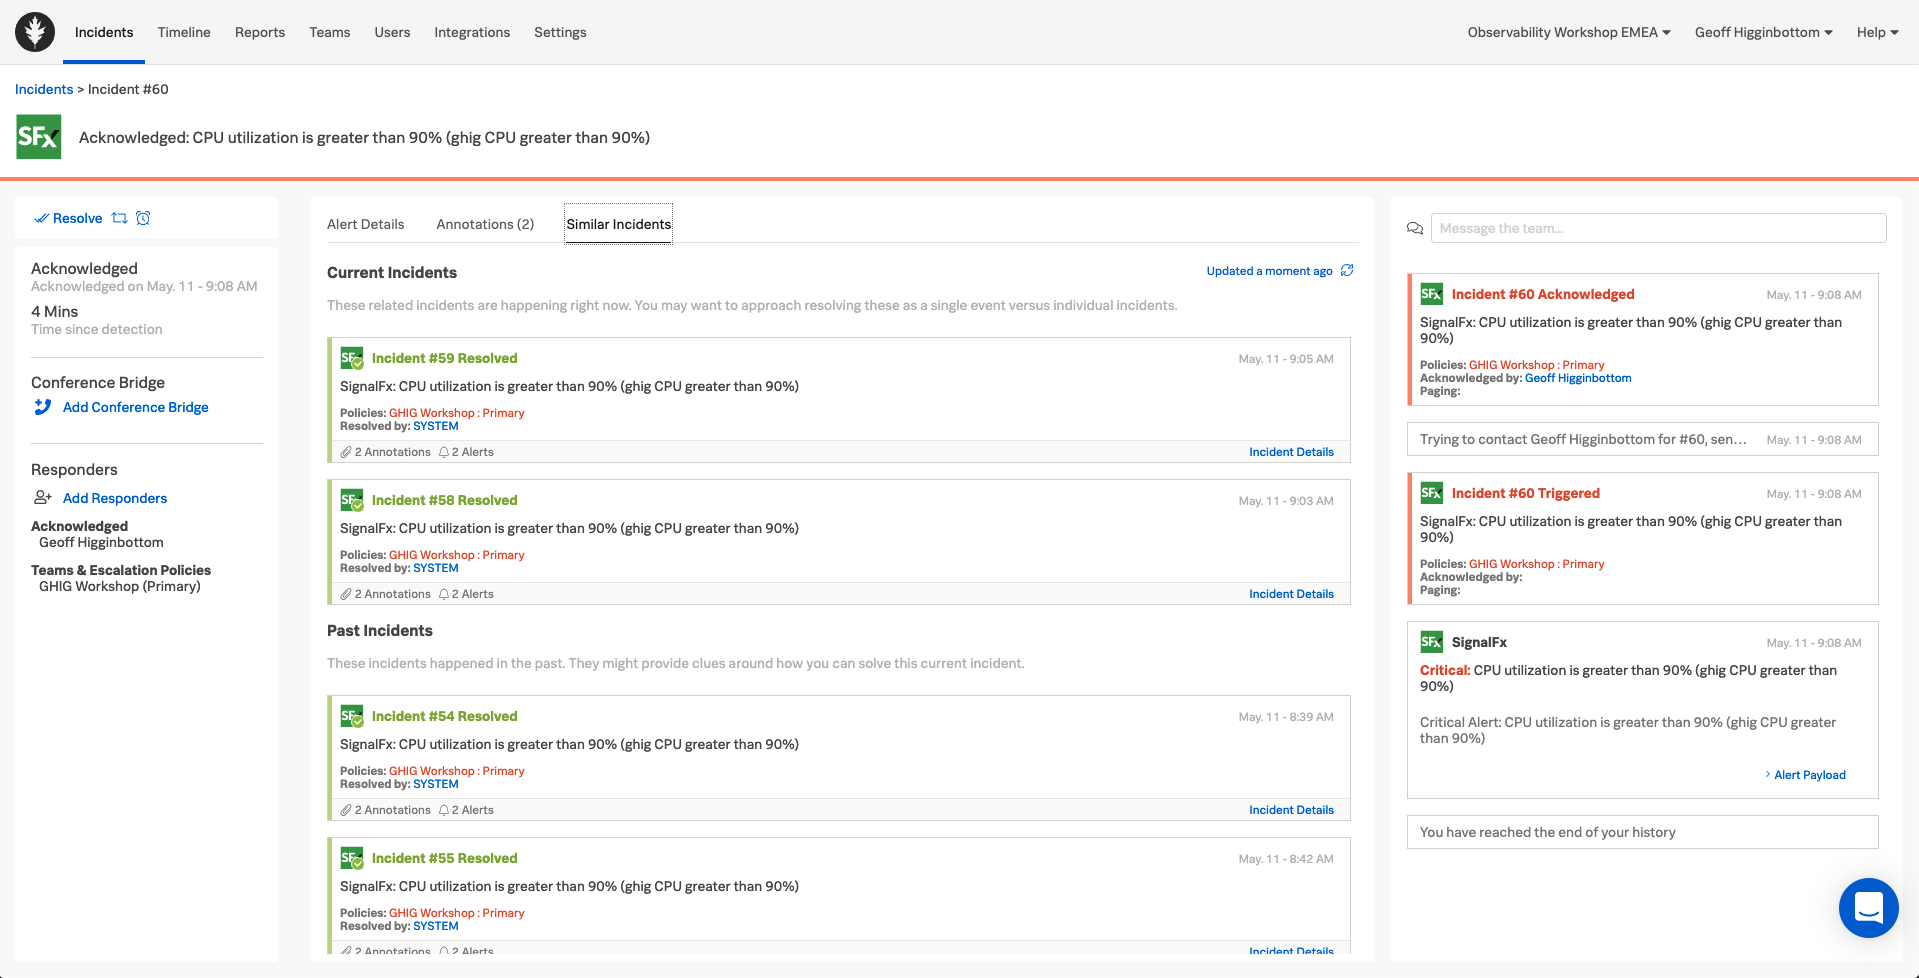 Incidents Timeline Reports Teams Users Integrations Settings Observability Workshop EMEA Geoff Higginbottom Help
Incidents > Incident #60
SFx Acknowledged: CPU utilization is greater than 90% (ghig CPU greater than 90%)
Resolve
Acknowledged
Acknowledged on May. 11 - 9:08 AM
4 Mins
Time since detection
Conference Bridge
Add Conference Bridge
Responders
Add Responders
Acknowledged
Geoff Higginbottom
Teams & Escalation Policies
GHIG Workshop (Primary)
Alert Details Annotations (2) Similar Incidents
Current Incidents Updated a moment ago
These related incidents are happening right now. You may want to approach resolving these as a single event versus individual incidents.
SFx Incident #59 Resolved May. 11 - 9:05 AM
SignalFx: CPU utilization is greater than 90% (ghig CPU greater than 90%)
Policies: GHIG Workshop : Primary
Resolved by: SYSTEM
2 Annotations 2 Alerts Incident Details
SFx Incident #58 Resolved May. 11 - 9:03 AM
SignalFx: CPU utilization is greater than 90% (ghig CPU greater than 90%)
Policies: GHIG Workshop : Primary
Resolved by: SYSTEM
2 Annotations 2 Alerts Incident Details
Past Incidents
These incidents happened in the past. They might provide clues around how you can solve this current incident.
SFx Incident #54 Resolved May. 11 - 8:39 AM
SignalFx: CPU utilization is greater than 90% (ghig CPU greater than 90%)
Policies: GHIG Workshop : Primary
Resolved by: SYSTEM
2 Annotations 2 Alerts Incident Details
SFx Incident #55 Resolved May. 11 - 8:42 AM
SignalFx: CPU utilization is greater than 90% (ghig CPU greater than 90%)
Policies: GHIG Workshop : Primary
Resolved by: SYSTEM
2 Annotations 2 Alerts Incident Details
Message the team...
SFx Incident #60 Acknowledged May. 11 - 9:08 AM
SignalFx: CPU utilization is greater than 90% (ghig CPU greater than
90%)
Policies: GHIG Workshop : Primary
Acknowledged by: Geoff Higginbottom
Paging:
Trying to contact Geoff Higginbottom for #60, sen... May. 11 - 9:08 AM
SFx Incident #60 Triggered May. 11 - 9:08 AM
SignalFx: CPU utilization is greater than 90% (ghig CPU greater than
90%)
Policies: GHIG Workshop : Primary
Acknowledged by:
Paging:
SFx SignalFx May. 11 - 9:08 AM
Critical: CPU utilization is greater than 90% (ghig CPU greater than
90%)
Critical Alert: CPU utilization is greater than 90% (ghig CPU greater
than 90%)
› Alert Payload
You have reached the end of your history